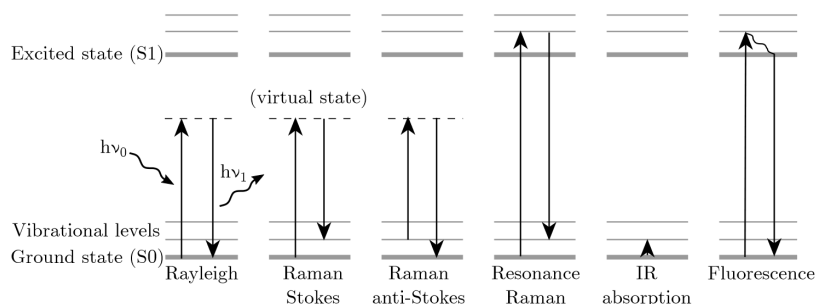 Excited state (S1)
(virtual state)
hν₀
hν₁
Vibrational levels
Ground state (S0)
Rayleigh
Raman
Stokes
Raman
anti-Stokes
Resonance
Raman
IR
absorption
Fluorescence